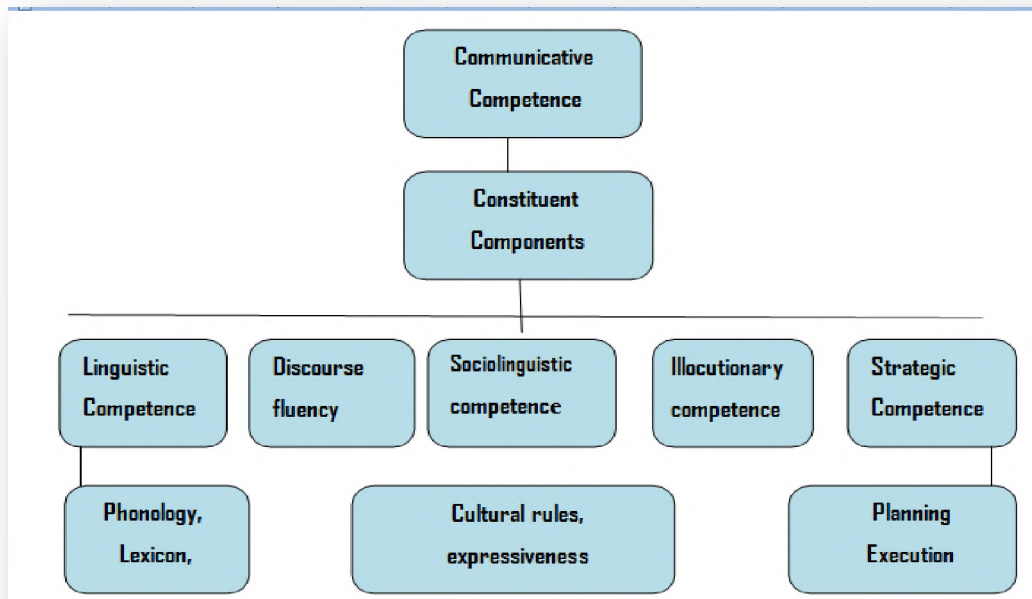 Communicative
Competence
Constituent
Components
Linguistic
Competence
Discourse
fluency
Sociolinguistic
competence
Illocutionary
competence
Strategic
Competence
Phonology,
Lexicon,
Cultural rules,
expressiveness
Planning
Execution